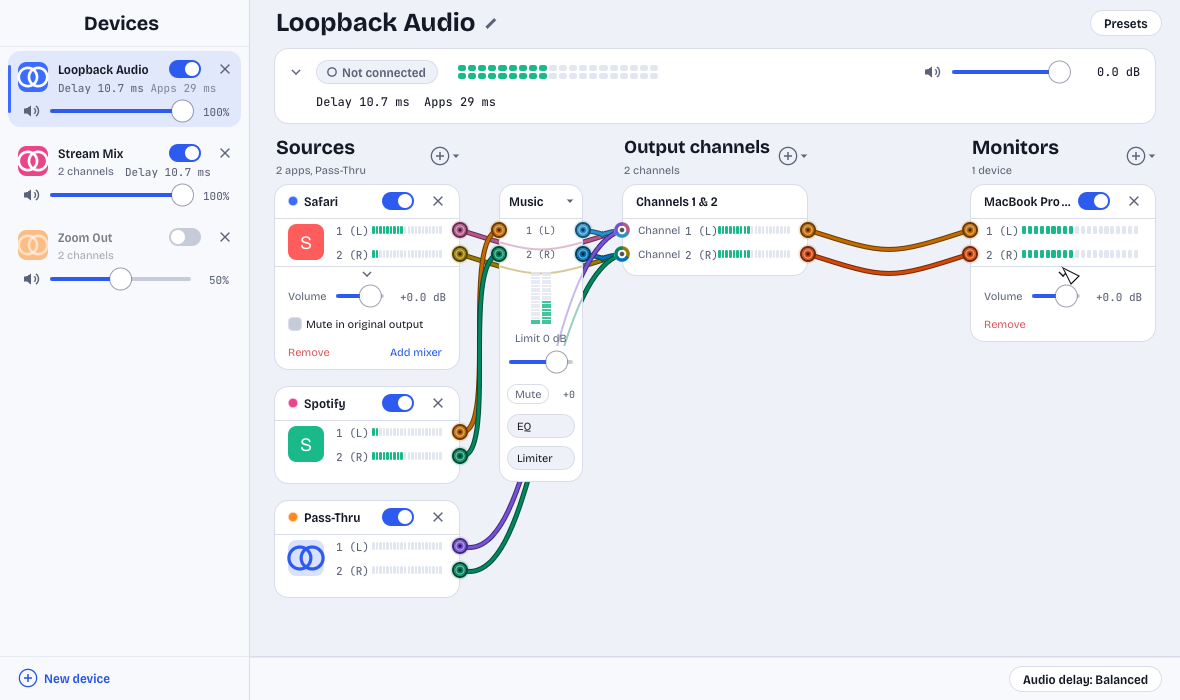 Devices
Loopback Audio
Delay 10.7 ms Apps 29 ms
100%
Stream Mix
2 channels Delay 10.7 ms
100%
Zoom Out
2 channels
50%
New device
Loopback Audio
Presets
Not connected
0.0 dB
Delay 10.7 ms Apps 29 ms
Sources
2 apps, Pass-Thru
Output channels
2 channels
Monitors
1 device
Safari
S
1 (L)
2 (R)
Volume +0.0 dB
Mute in original output
Remove Add mixer
Spotify
S
1 (L)
2 (R)
Pass-Thru
1 (L)
2 (R)
Music
1 (L)
2 (R)
Limit 0 dB
Mute +0
EQ
Limiter
Channels 1 & 2
Channel 1 (L)
Channel 2 (R)
MacBook Pro...
1 (L)
2 (R)
Volume +0.0 dB
Remove
Audio delay: Balanced